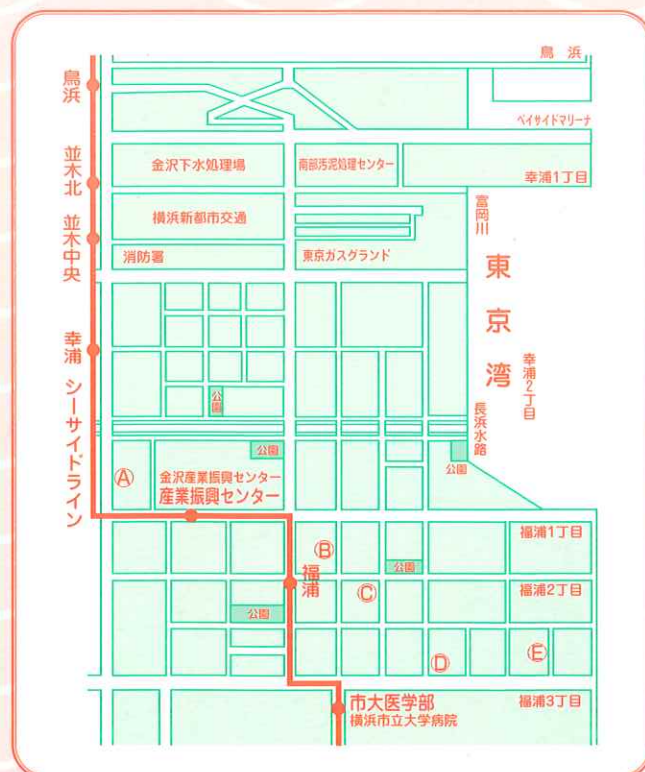 鳥浜
ベイサイドマリーナ
鳥浜
並木北
金沢下水処理場
南部汚泥処理センター
幸浦1丁目
富岡川
横浜新都市交通
並木中央
消防署
東京ガスグランド
東京湾
幸浦2丁目
幸浦
シーサイドライン
公園
長浜水路
公園
公園
Ⓐ
金沢産業振興センター
産業振興センター
福浦1丁目
Ⓑ
公園
福浦
Ⓒ
福浦2丁目
公園
Ⓓ
Ⓔ
市大医学部
横浜市立大学病院
福浦3丁目